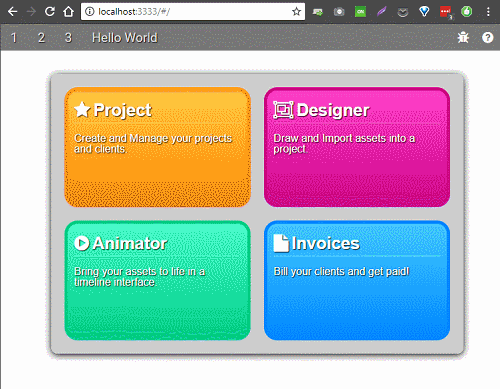 localhost:3333/#/
1 2 3 Hello World
Project
Create and Manage your projects
and clients.
Designer
Draw and Import assets into a
project.
Animator
Bring your assets to life in a
timeline interface.
Invoices
Bill your clients and get paid!